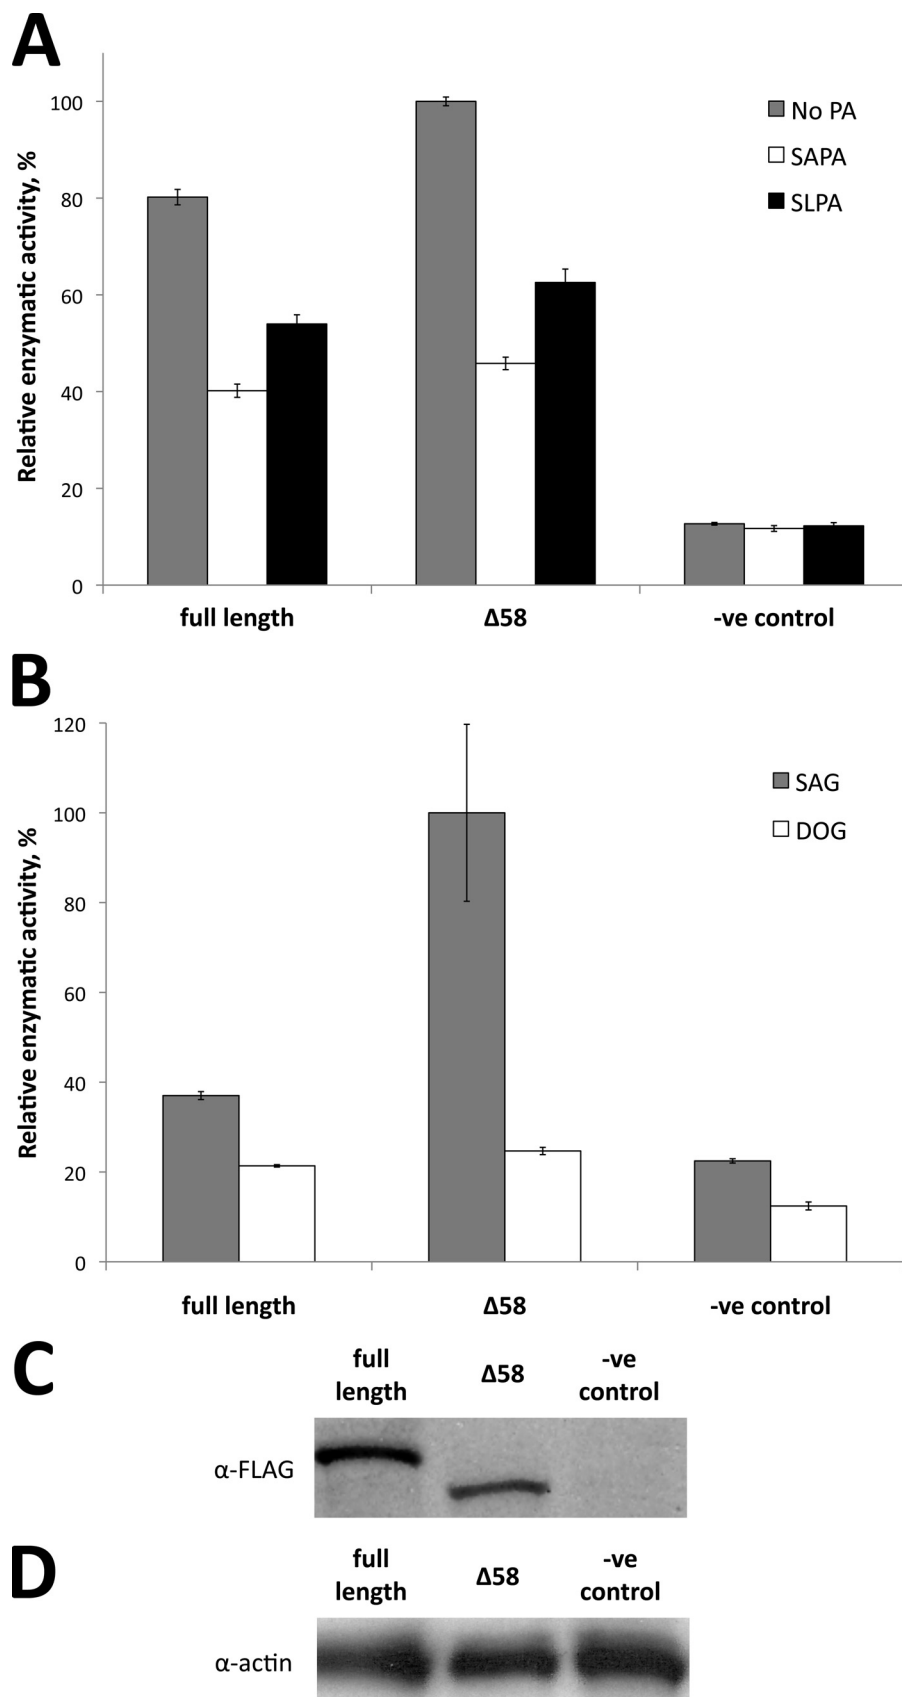 A
Relative enzymatic activity, %
100
80
60
40
20
0
No PA
SAPA
SLPA
full length
Δ58
-ve control
B
Relative enzymatic activity, %
120
100
80
60
40
20
0
SAG
DOG
full length
Δ58
-ve control
C
full
length
Δ58
-ve
control
α-FLAG
D
full
length
Δ58
-ve
control
α-actin